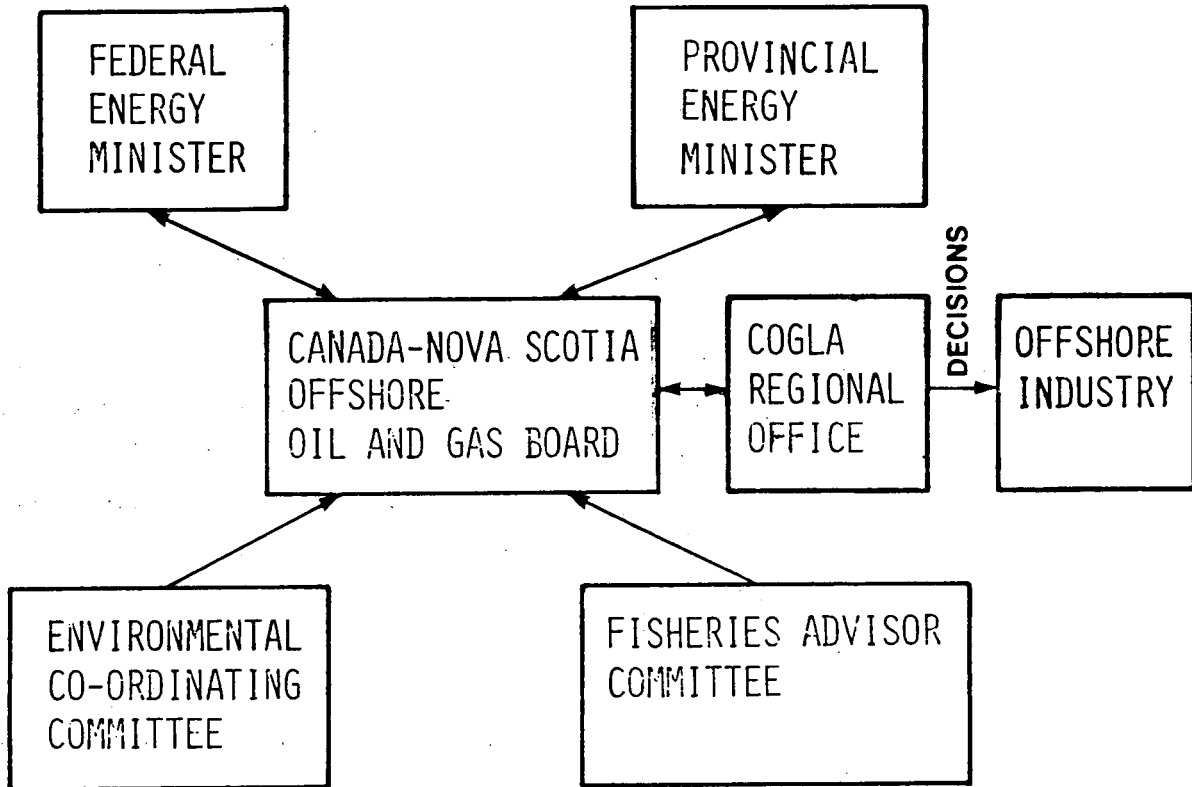 FEDERAL
ENERGY
MINISTER
PROVINCIAL
ENERGY
MINISTER
CANADA-NOVA SCOTIA
OFFSHORE
OIL AND GAS BOARD
COGLA
REGIONAL
OFFICE
DECISIONS
OFFSHORE
INDUSTRY
ENVIRONMENTAL
CO-ORDINATING
COMMITTEE
FISHERIES ADVISOR
COMMITTEE